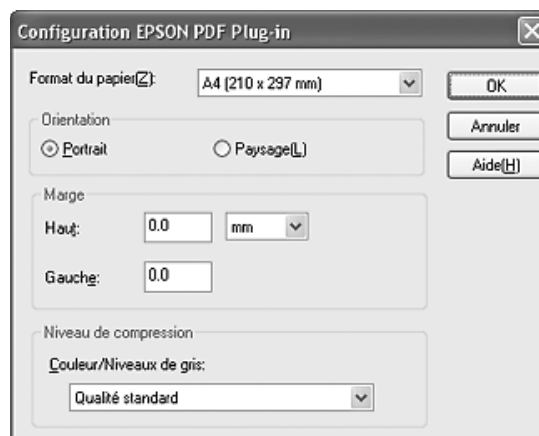 Configuration EPSON PDF Plug-in
Format du papier(Z):
A4 (210 x 297 mm)
OK
Orientation
Annuler
Portrait
Paysage(L)
Aide(H)
Marge
Haut:
0.0
mm
Gauche:
0.0
Niveau de compression
Couleur/Niveaux de gris:
Qualité standard